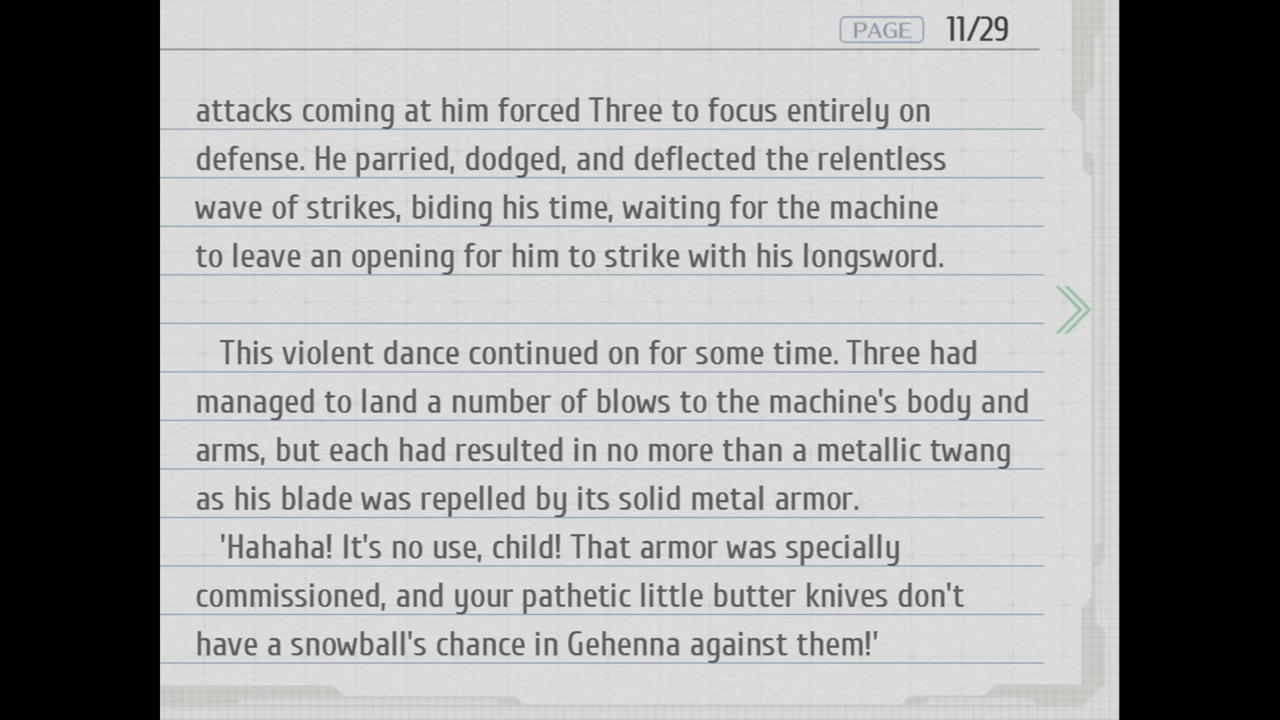 PAGE 11/29
attacks coming at him forced Three to focus entirely on
defense. He parried, dodged, and deflected the relentless
wave of strikes, biding his time, waiting for the machine
to leave an opening for him to strike with his longsword.
This violent dance continued on for some time. Three had
managed to land a number of blows to the machine's body and
arms, but each had resulted in no more than a metallic twang
as his blade was repelled by its solid metal armor.
'Hahaha! It's no use, child! That armor was specially
commissioned, and your pathetic little butter knives don't
have a snowball's chance in Gehenna against them!'